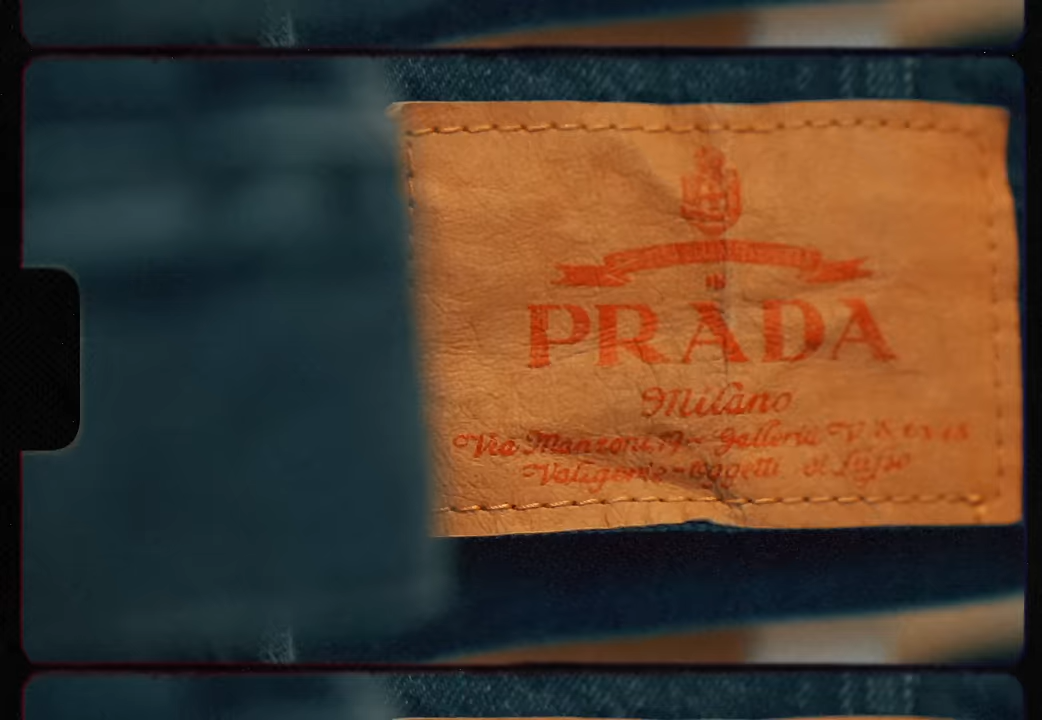 PRADA
Milano
Via Manzoni Galleria V.E.
Valigerie - Oggetti di Lusso